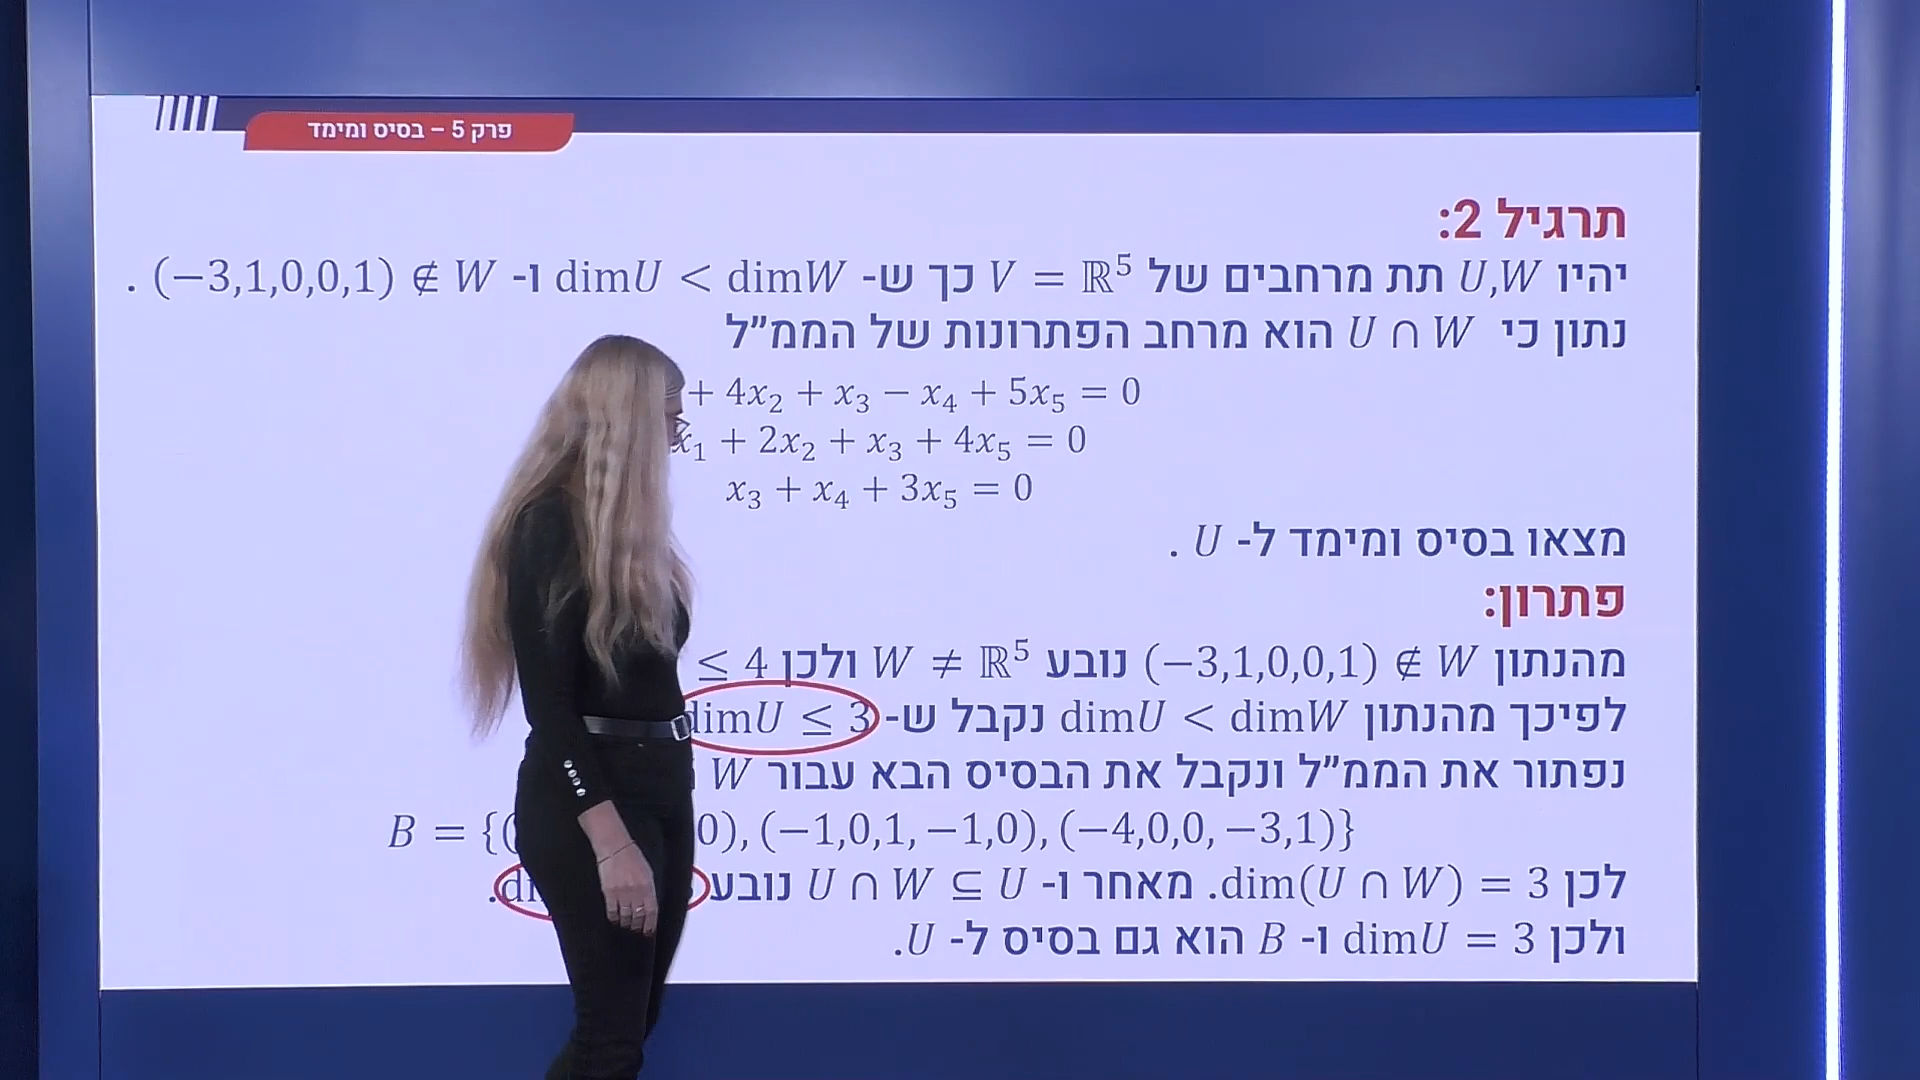 פרק 5 – בסיס ומימד
תרגיל 2:
יהיו U,W תת מרחבים של V = ℝ⁵ כך ש- dimU < dimW ו- (−3,1,0,0,1) ∉ W .
נתון כי U ∩ W הוא מרחב הפתרונות של הממ״ל
+ 4x₂ + x₃ − x₄ + 5x₅ = 0
x₁ + 2x₂ + x₃ + 4x₅ = 0
x₃ + x₄ + 3x₅ = 0
מצאו בסיס ומימד ל- U .
פתרון:
מהנתון (−3,1,0,0,1) ∉ W נובע W ≠ ℝ⁵ ולכן ≤ 4
לפיכך מהנתון dimU < dimW נקבל ש- dimU ≤ 3
נפתור את הממ״ל ונקבל את הבסיס הבא עבור W
B = {( 0), (−1,0,1, −1,0), (−4,0,0, −3,1)}
לכן dim(U ∩ W) = 3. מאחר ו- U ∩ W ⊆ U נובע .
ולכן dimU = 3 ו- B הוא גם בסיס ל- U.